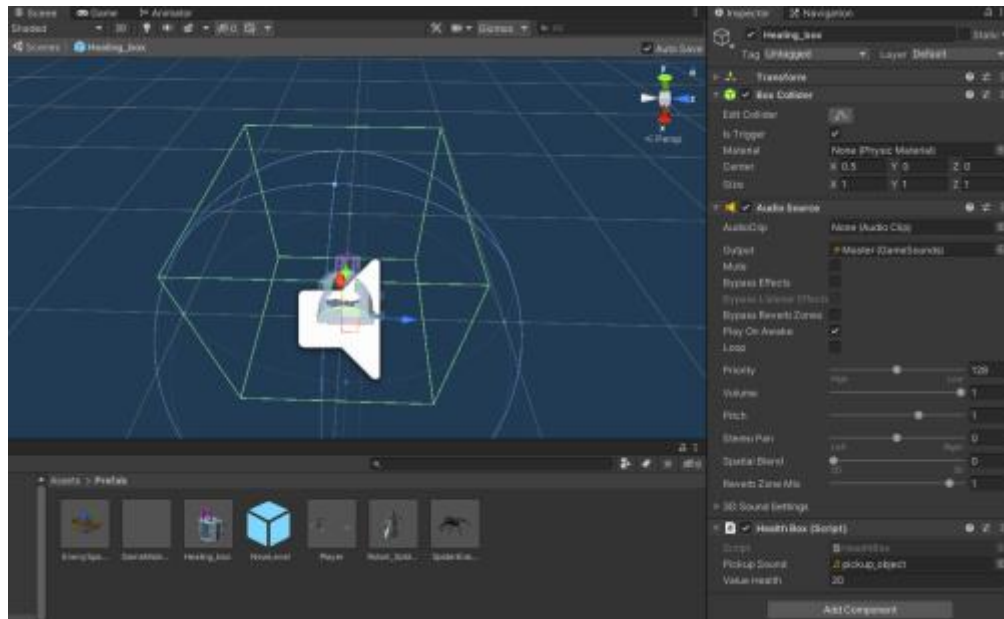 Scene Game Animator
Shaded 2D Gizmos
Scenes Healing_box Auto Save
< Persp
Assets > Prefabs
Healing_box
Player
Inspector Navigation
Healing_box Static
Tag Untagged Layer Default
Transform
Box Collider
Edit Collider
Is Trigger
Material None (Physic Material)
Center X 0.5 Y 0 Z 0
Size X 1 Y 1 Z 1
Audio Source
AudioClip None (Audio Clip)
Output Master (GameSounds)
Mute
Bypass Effects
Bypass Listener Effects
Bypass Reverb Zones
Play On Awake
Loop
Priority 128
High Low
Volume 1
Pitch 1
Stereo Pan 0
Left Right
Spatial Blend 0
2D 3D
Reverb Zone Mix 1
3D Sound Settings
Health Box (Script)
Script HealthBox
Pickup Sound pickup_object
Value Health 20
Add Component